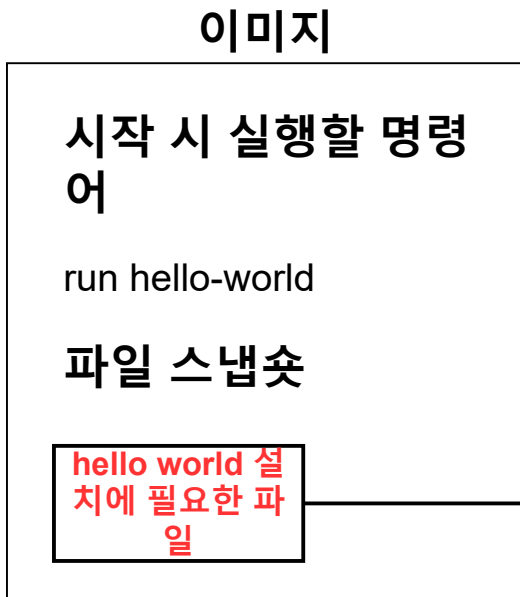 이미지
시작 시 실행할 명령
어
run hello-world
파일 스냅숏
hello world 설
치에 필요한 파
일